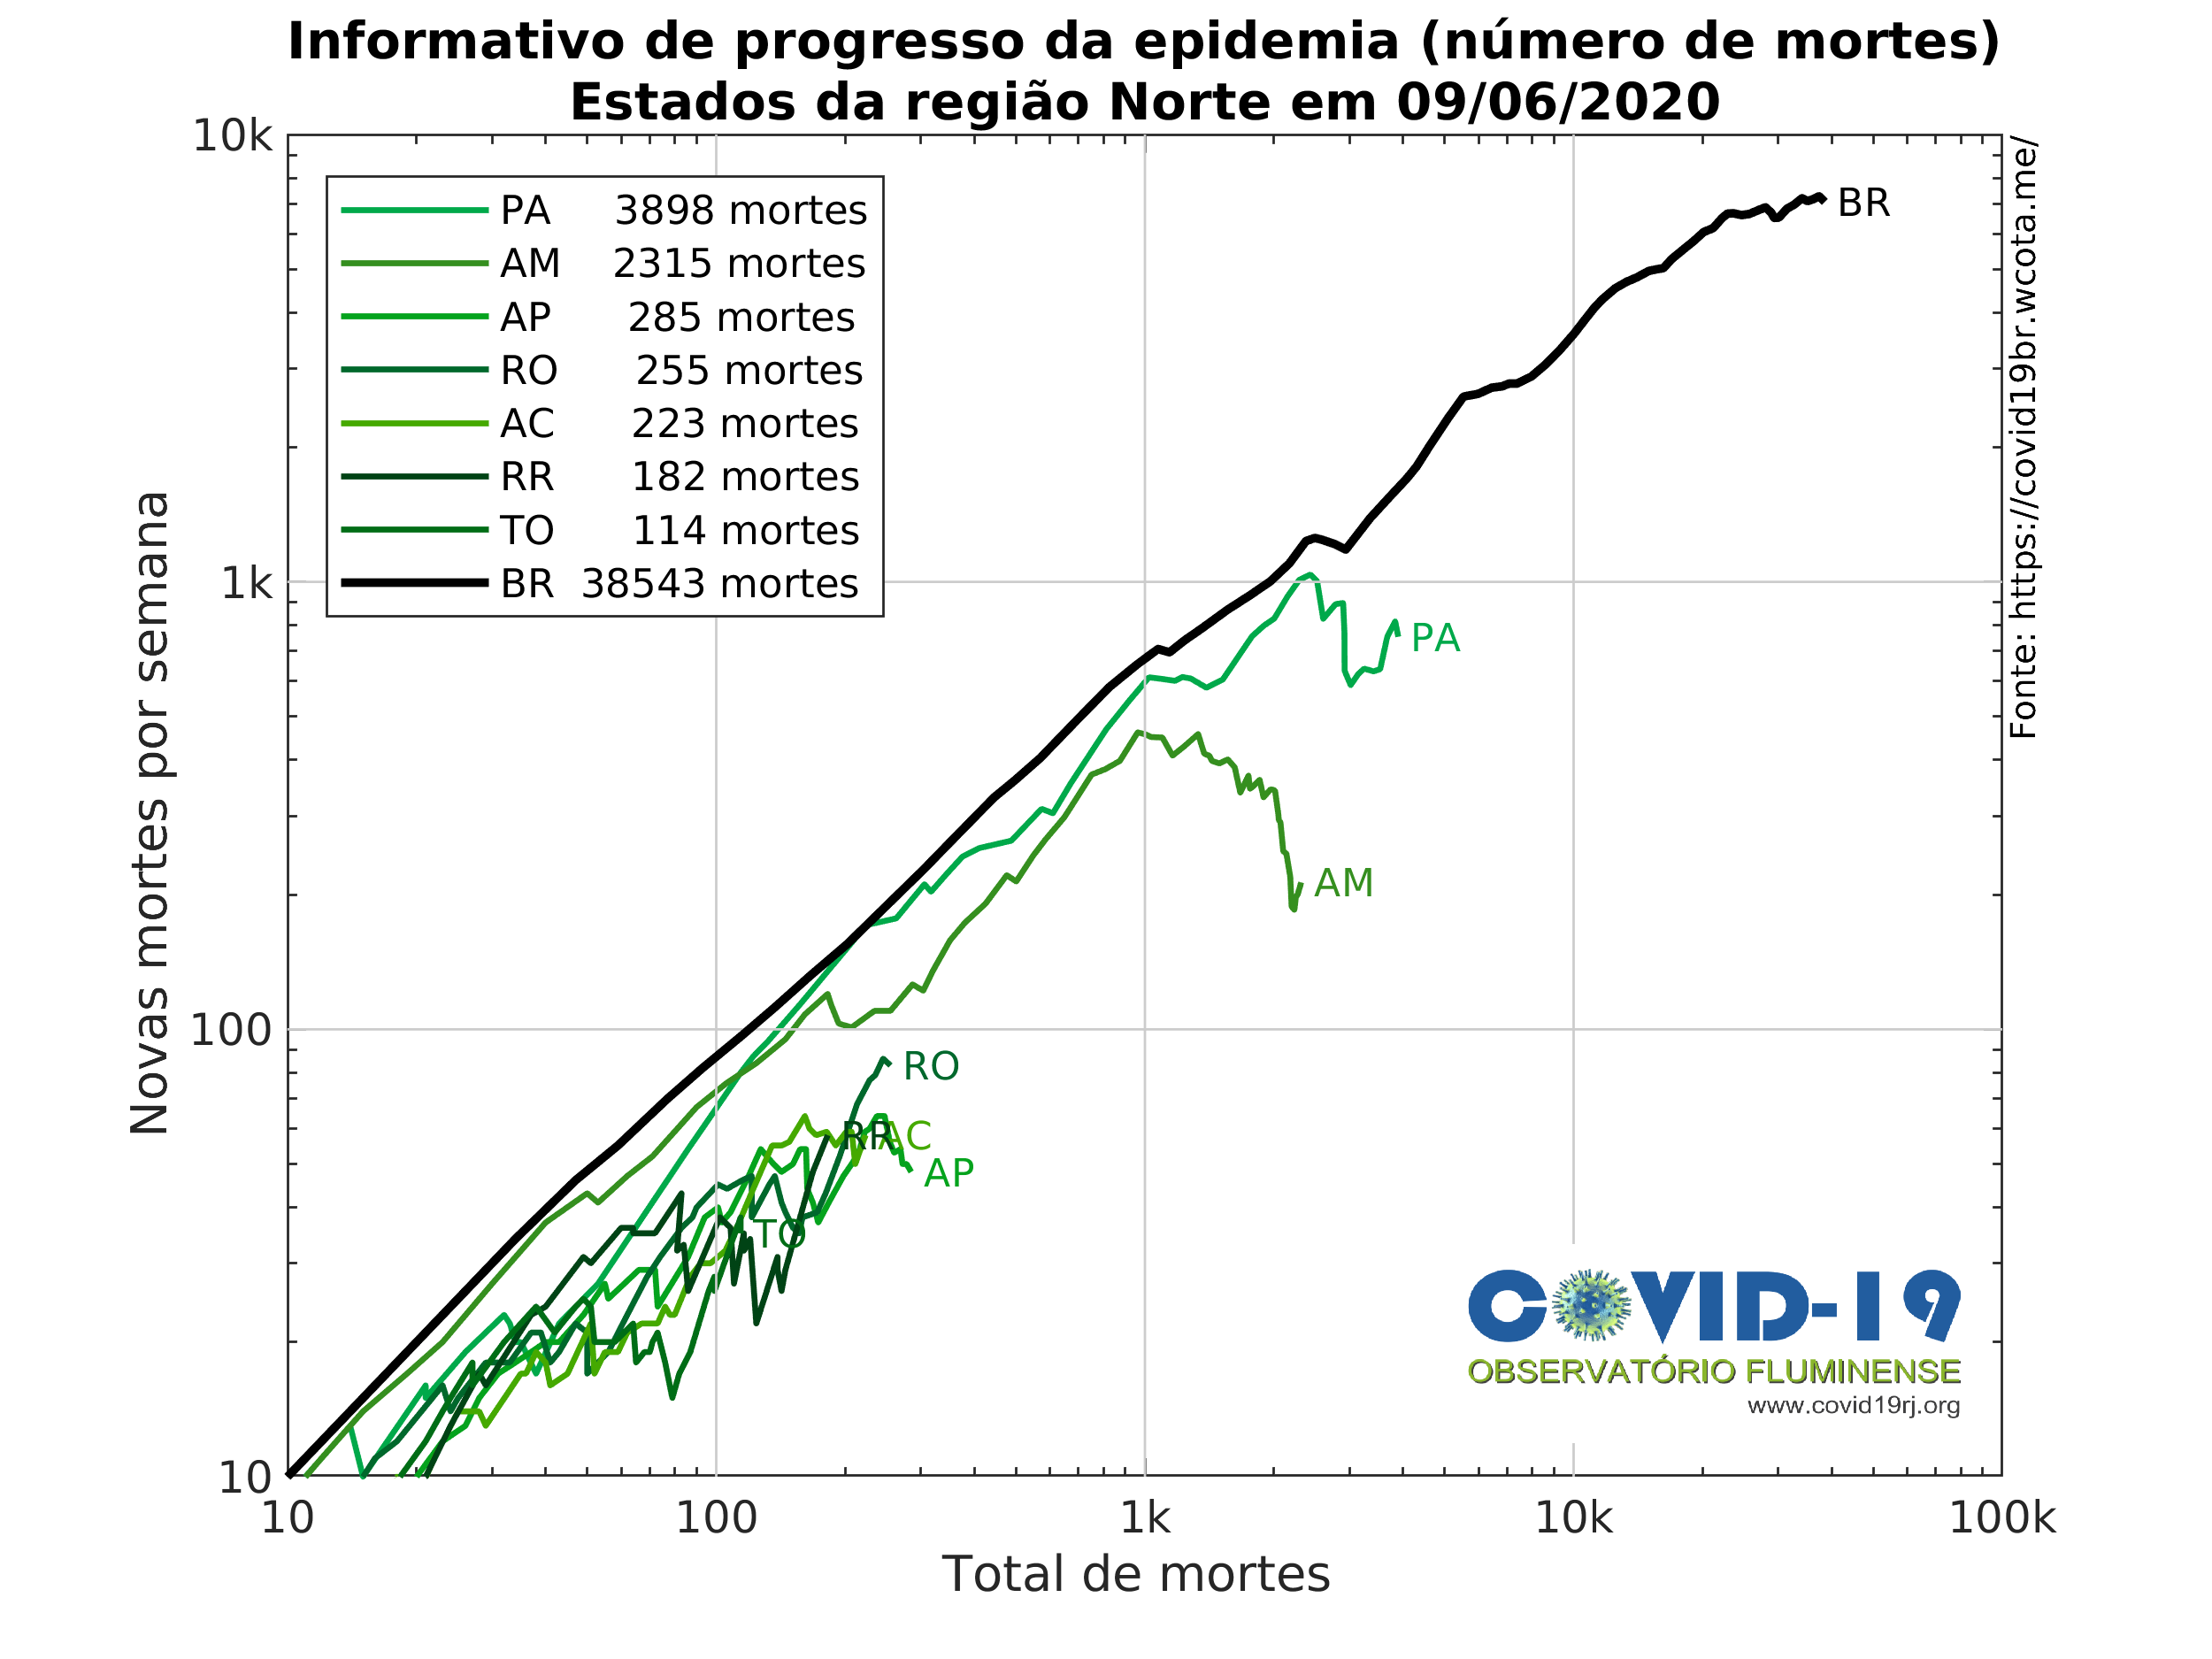 Informativo de progresso da epidemia (número de mortes)
Estados da região Norte em 09/06/2020
10k
1k
100
10
Novas mortes por semana
PA 3898 mortes
AM 2315 mortes
AP 285 mortes
RO 255 mortes
AC 223 mortes
RR 182 mortes
TO 114 mortes
BR 38543 mortes
BR
PA
AM
RO
RR
AC
AP
TO
Fonte: https://covid19br.wcota.me/
COVID-19
OBSERVATÓRIO FLUMINENSE
www.covid19rj.org
10
100
1k
10k
100k
Total de mortes